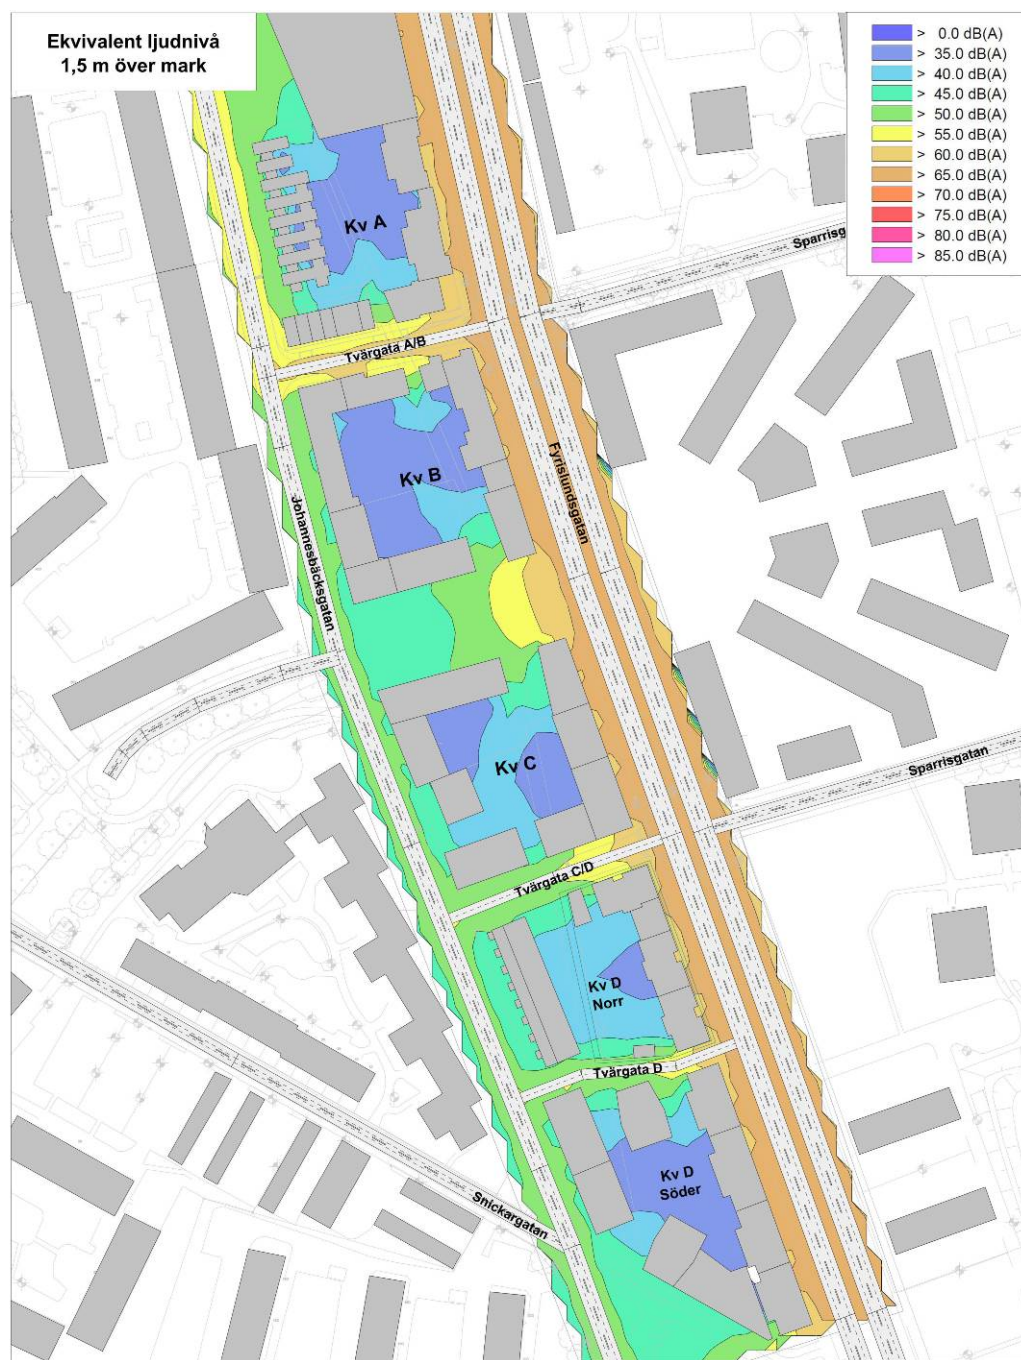 Ekvivalent ljudnivå
1,5 m över mark
> 0.0 dB(A)
> 35.0 dB(A)
> 40.0 dB(A)
> 45.0 dB(A)
> 50.0 dB(A)
> 55.0 dB(A)
> 60.0 dB(A)
> 65.0 dB(A)
> 70.0 dB(A)
> 75.0 dB(A)
> 80.0 dB(A)
> 85.0 dB(A)
Kv A
Sparrisg
Tvärgata A/B
Kv B
Fyrislundsgatan
Johannesbäcksgatan
Kv C
Sparrisgatan
Tvärgata C/D
Kv D
Norr
Tvärgata D
Kv D
Söder
Snickargatan